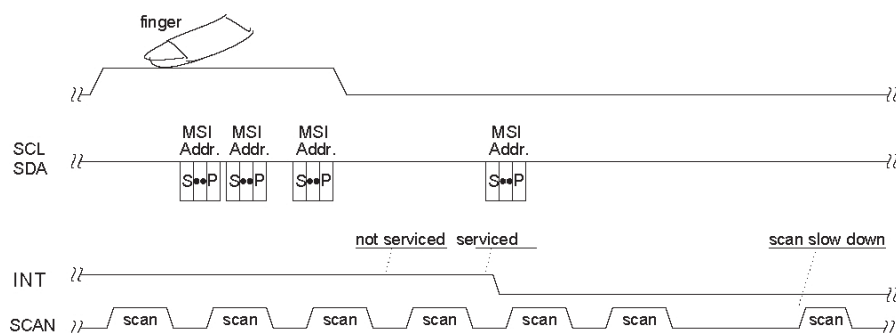 finger
MSI MSI MSI MSI
Addr. Addr. Addr. Addr.
SCL
SDA
S••P S••P S••P S••P
not serviced serviced scan slow down
INT
SCAN scan scan scan scan scan scan scan